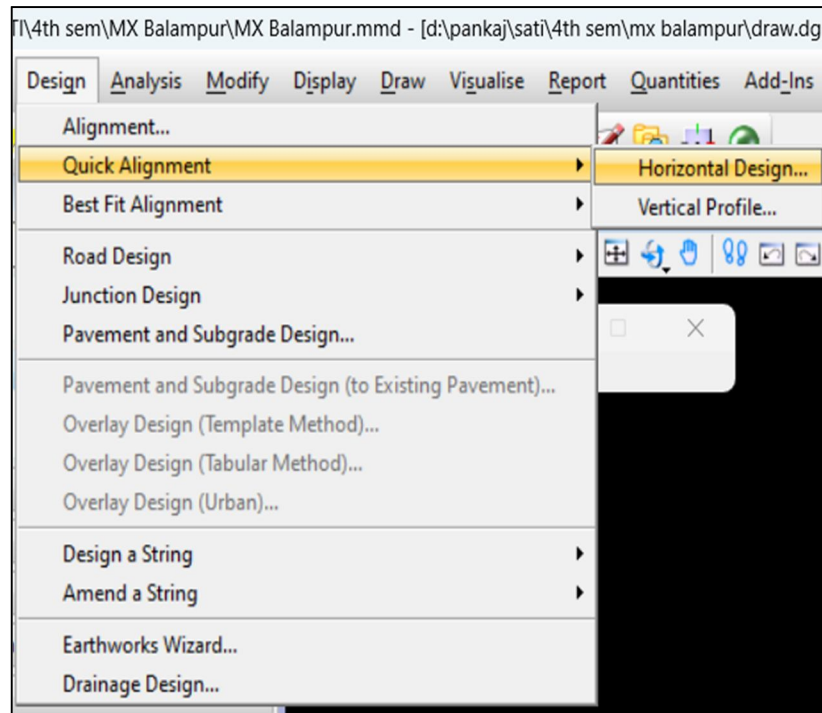 TI\4th sem\MX Balampur\MX Balampur.mmd - [d:\pankaj\sati\4th sem\mx balampur\draw.dg
Design Analysis Modify Display Draw Visualise Report Quantities Add-Ins
Alignment...
Quick Alignment
Horizontal Design...
Best Fit Alignment
Vertical Profile...
Road Design
Junction Design
Pavement and Subgrade Design...
Pavement and Subgrade Design (to Existing Pavement)...
Overlay Design (Template Method)...
Overlay Design (Tabular Method)...
Overlay Design (Urban)...
Design a String
Amend a String
Earthworks Wizard...
Drainage Design...